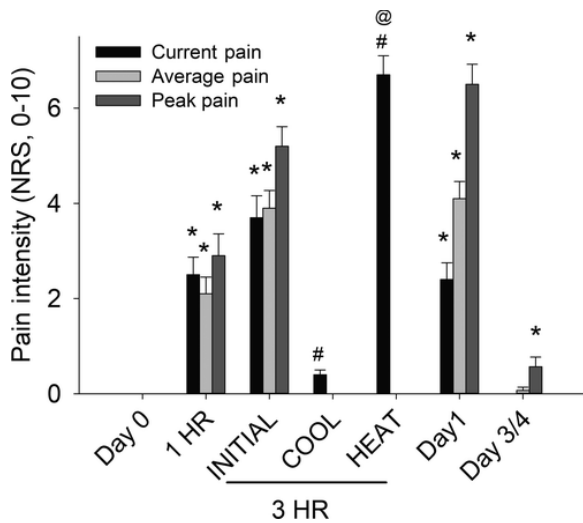 @
#
*
Current pain
Average pain
Peak pain
*
* *
*
* *
*
*
#
*
*
Pain intensity (NRS, 0-10)
6
4
2
0
Day 0
1 HR
INITIAL
COOL
HEAT
Day1
Day 3/4
3 HR